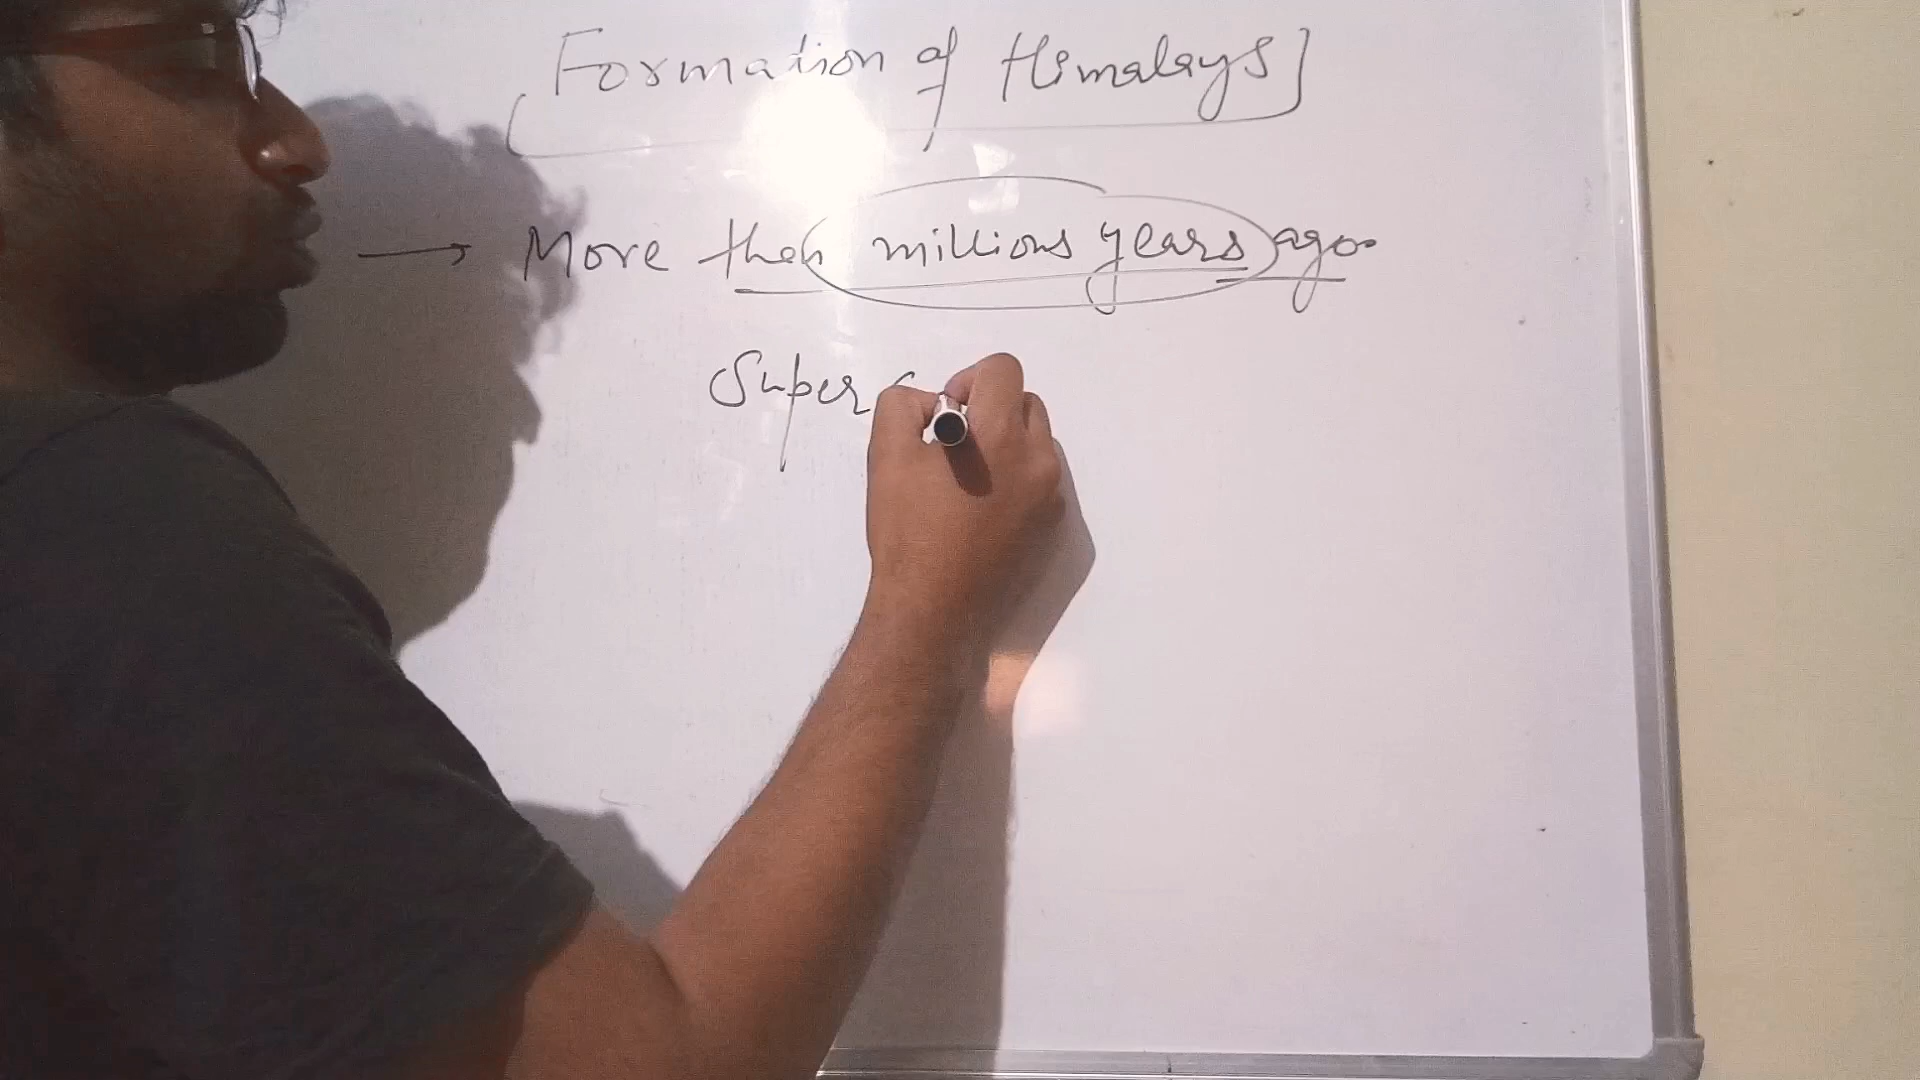 Formation of Himalays
→ More then millions years ago.
Super c